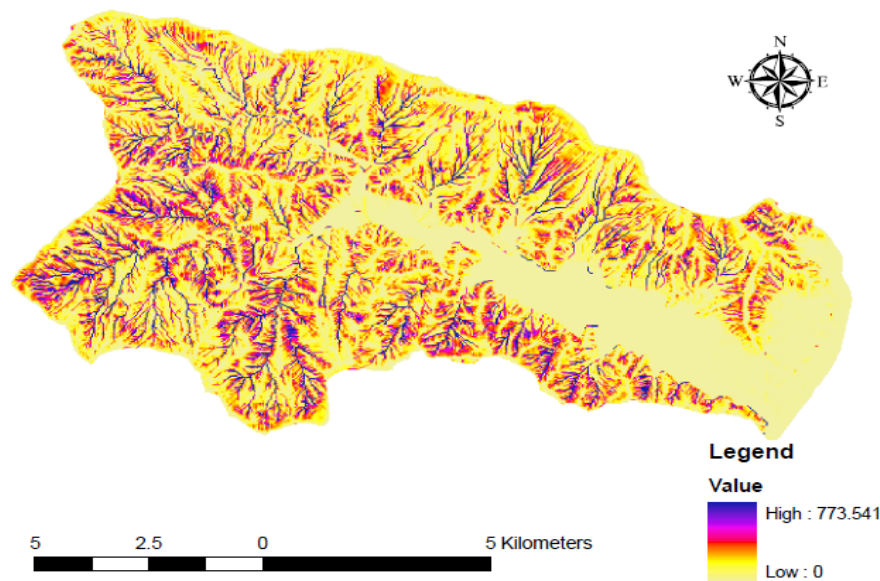 N
W E
S
Legend
Value
High : 773.541
Low : 0
5 2.5 0 5 Kilometers